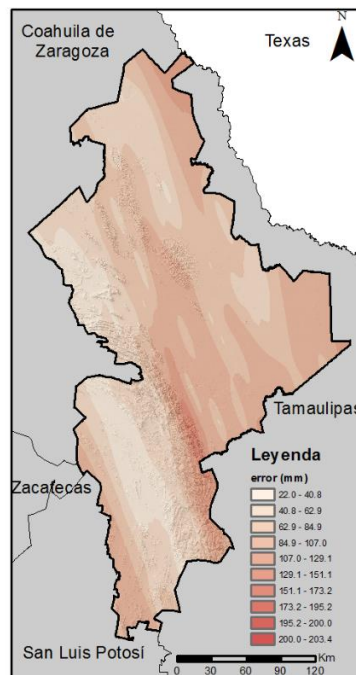 Coahuila de
Zaragoza
Texas
N
Tamaulipas
Leyenda
error (mm)
22.0 - 40.8
40.8 - 62.9
62.9 - 84.9
84.9 - 107.0
107.0 - 129.1
129.1 - 151.1
151.1 - 173.2
173.2 - 195.2
195.2 - 200.0
200.0 - 203.4
Zacatecas
San Luis Potosí
0 30 60 120
Km